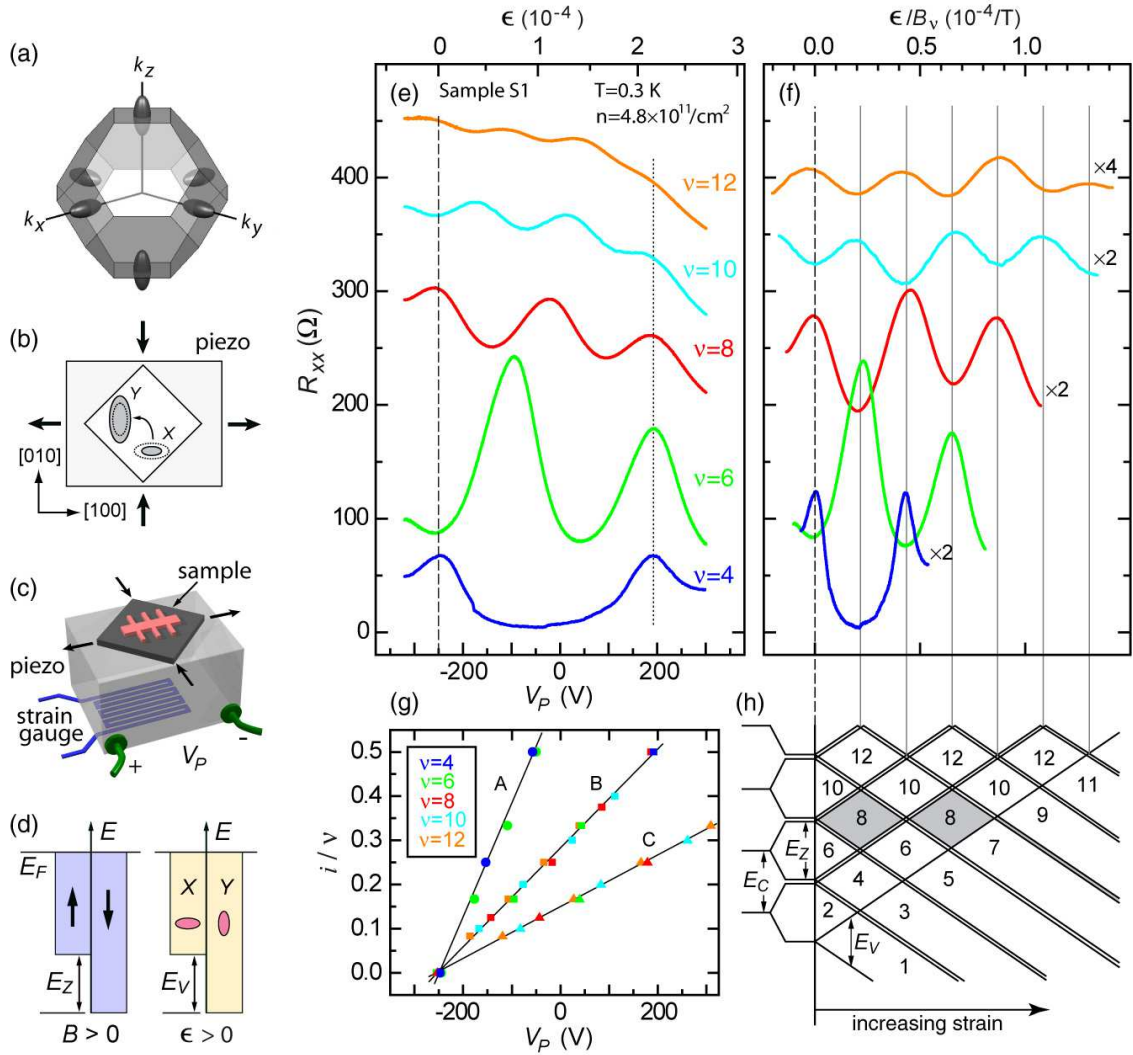 (a)
k_z
k_x
k_y
(b)
piezo
Y
X
[010]
[100]
(c)
sample
piezo
strain
gauge
V_P
+
-
(d)
E
E
E_F
X
Y
E_Z
E_V
B > 0
ϵ > 0
ϵ (10^-4)
0
1
2
3
(e)
Sample S1
T=0.3 K
n=4.8×10^11/cm^2
R_XX (Ω)
400
300
200
100
0
ν=12
ν=10
ν=8
ν=6
ν=4
-200
0
200
V_P (V)
ϵ/B_ν (10^-4/T)
0.0
0.5
1.0
(f)
×4
×2
×2
×2
(g)
i / ν
0.5
0.4
0.3
0.2
0.1
0.0
ν=4
ν=6
ν=8
ν=10
ν=12
A
B
C
-200
0
200
V_P (V)
(h)
12
12
12
10
10
10
11
8
8
9
6
6
7
E_Z
E_C
4
5
2
3
E_V
1
increasing strain